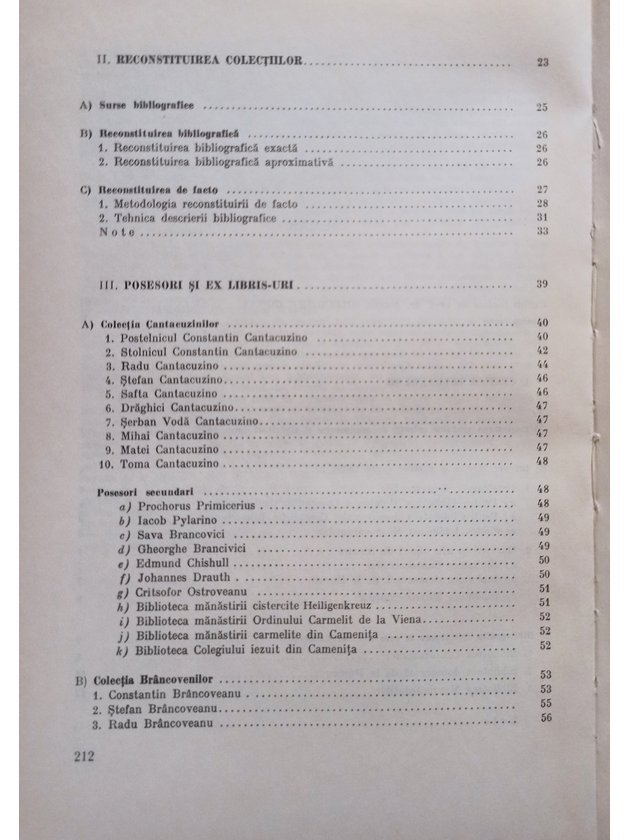 II. RECONSTITUIREA COLECȚIILOR ........ 23
A) Surse bibliografice ........ 25
B) Reconstituirea bibliografică ........ 26
1. Reconstituirea bibliografică exactă ........ 26
2. Reconstituirea bibliografică aproximativă ........ 26
C) Reconstituirea de facto ........ 27
1. Metodologia reconstituirii de facto ........ 28
2. Tehnica descrierii bibliografice ........ 31
Note ........ 33
III. POSESORI ȘI EX LIBRIS-URI ........ 39
A) Colecția Cantacuzinilor ........ 40
1. Postelnicul Constantin Cantacuzino ........ 40
2. Stolnicul Constantin Cantacuzino ........ 42
3. Radu Cantacuzino ........ 44
4. Ștefan Cantacuzino ........ 46
5. Safta Cantacuzino ........ 46
6. Drăghici Cantacuzino ........ 47
7. Șerban Vodă Cantacuzino ........ 47
8. Mihai Cantacuzino ........ 47
9. Matei Cantacuzino ........ 47
10. Toma Cantacuzino ........ 48
Posesori secundari ........ 48
a) Prochorus Primicerius ........ 48
b) Iacob Pylarino ........ 49
c) Sava Brancovici ........ 49
d) Gheorghe Brancivici ........ 49
e) Edmund Chishull ........ 50
f) Johannes Drauth ........ 50
g) Critsofor Ostroveanu ........ 51
h) Biblioteca mănăstirii cistercite Heiligenkreuz ........ 51
i) Biblioteca mănăstirii Ordinului Carmelit de la Viena ........ 52
j) Biblioteca mănăstirii carmelite din Camenița ........ 52
k) Biblioteca Colegiului iezuit din Camenița ........ 52
B) Colecția Brâncovenilor ........ 53
1. Constantin Brâncoveanu ........ 53
2. Ștefan Brâncoveanu ........ 55
3. Radu Brâncoveanu ........ 56
212